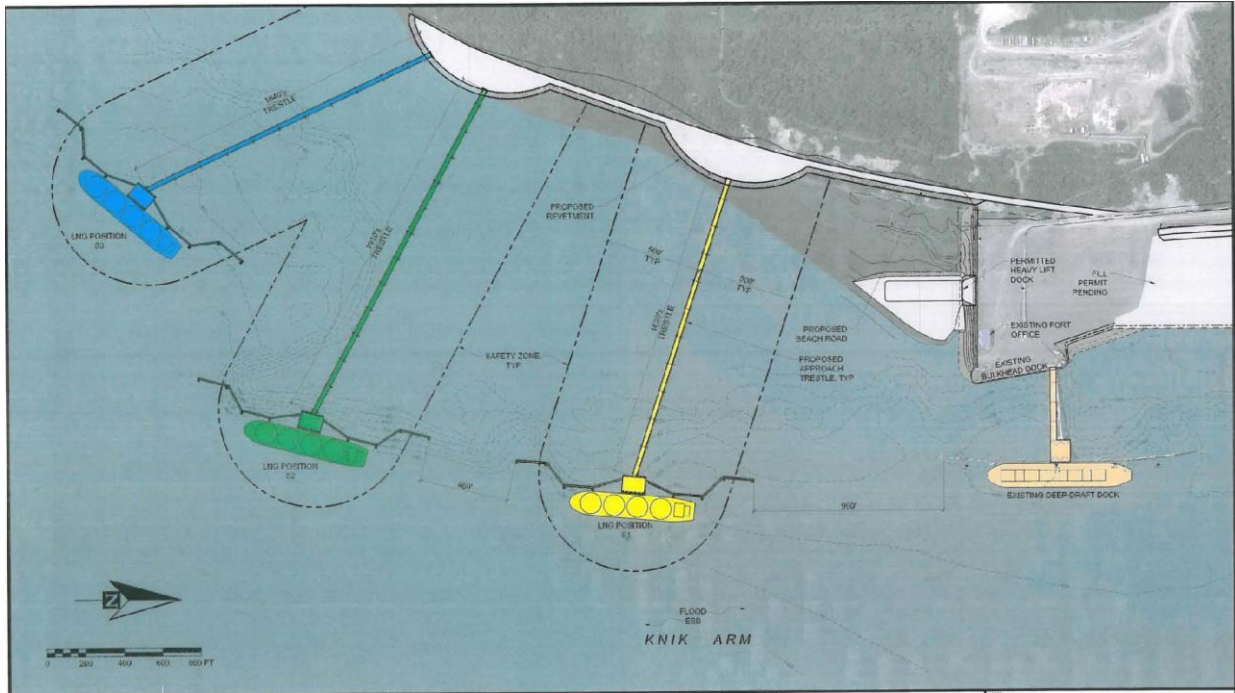 TRESTLE
LNG POSITION
TRESTLE
PROPOSED
REVETMENT
TYP
TYP
TRESTLE
SAFETY ZONE,
TYP
PROPOSED
BEACH ROAD
PROPOSED
APPROACH
TRESTLE, TYP
PERMITTED
HEAVY LIFT
DOCK
FILL
PERMIT
PENDING
EXISTING PORT
OFFICE
EXISTING
BULKHEAD DOCK
LNG POSITION
LNG POSITION
EXISTING DEEP-DRAFT DOCK
N
FLOOD
EBB
KNIK ARM
0 200 400 600 800 FT